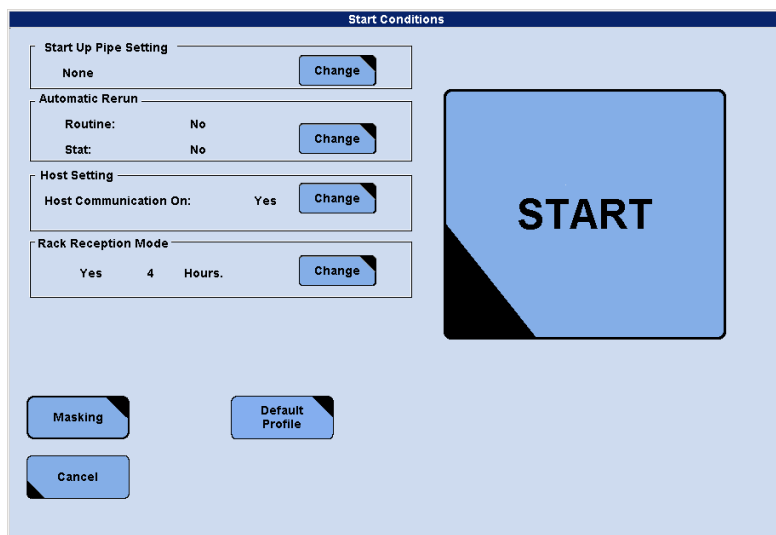 Start Conditions
Start Up Pipe Setting
None
Change
Automatic Rerun
Routine: No
Stat: No
Change
Host Setting
Host Communication On: Yes
Change
Rack Reception Mode
Yes 4 Hours.
Change
START
Masking
Default
Profile
Cancel